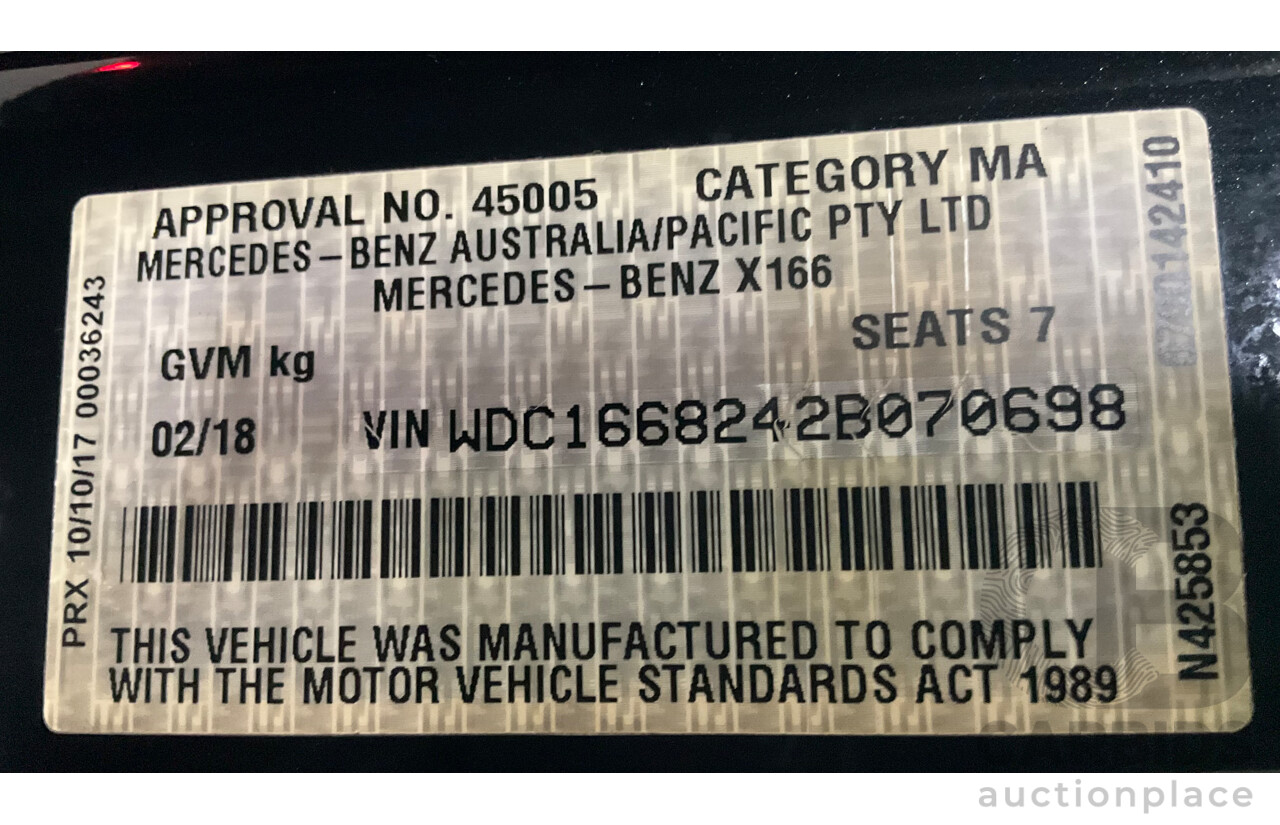 APPROVAL NO. 45005 CATEGORY MA
MERCEDES-BENZ AUSTRALIA/PACIFIC PTY LTD
MERCEDES-BENZ X166
SEATS 7
GVM kg
02/18 VIN WDC1668242B070698
THIS VEHICLE WAS MANUFACTURED TO COMPLY
WITH THE MOTOR VEHICLE STANDARDS ACT 1989
PRX 10/10/17 00036243
N425853
auctionplace